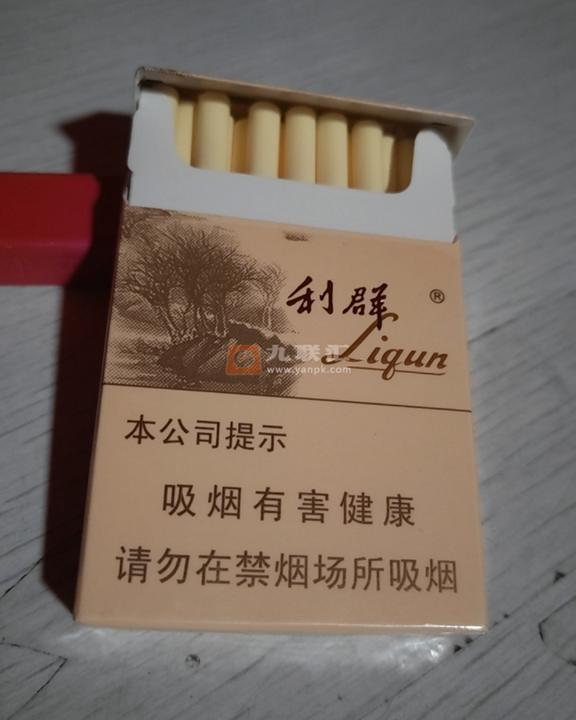 利群 ®
Liqun
九联汇
www.yanpk.com
本公司提示
吸烟有害健康
请勿在禁烟场所吸烟